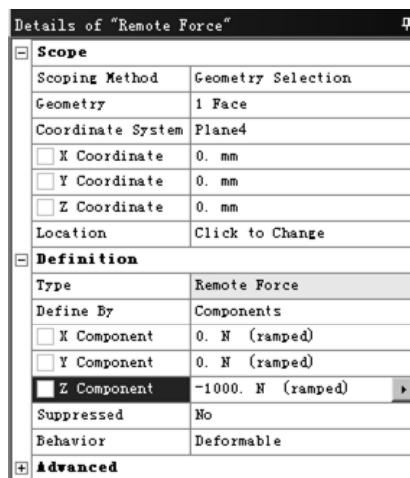 Details of "Remote Force"
Scope
Scoping Method Geometry Selection
Geometry 1 Face
Coordinate System Plane4
X Coordinate 0. mm
Y Coordinate 0. mm
Z Coordinate 0. mm
Location Click to Change
Definition
Type Remote Force
Define By Components
X Component 0. N (ramped)
Y Component 0. N (ramped)
Z Component -1000. N (ramped)
Suppressed No
Behavior Deformable
Advanced